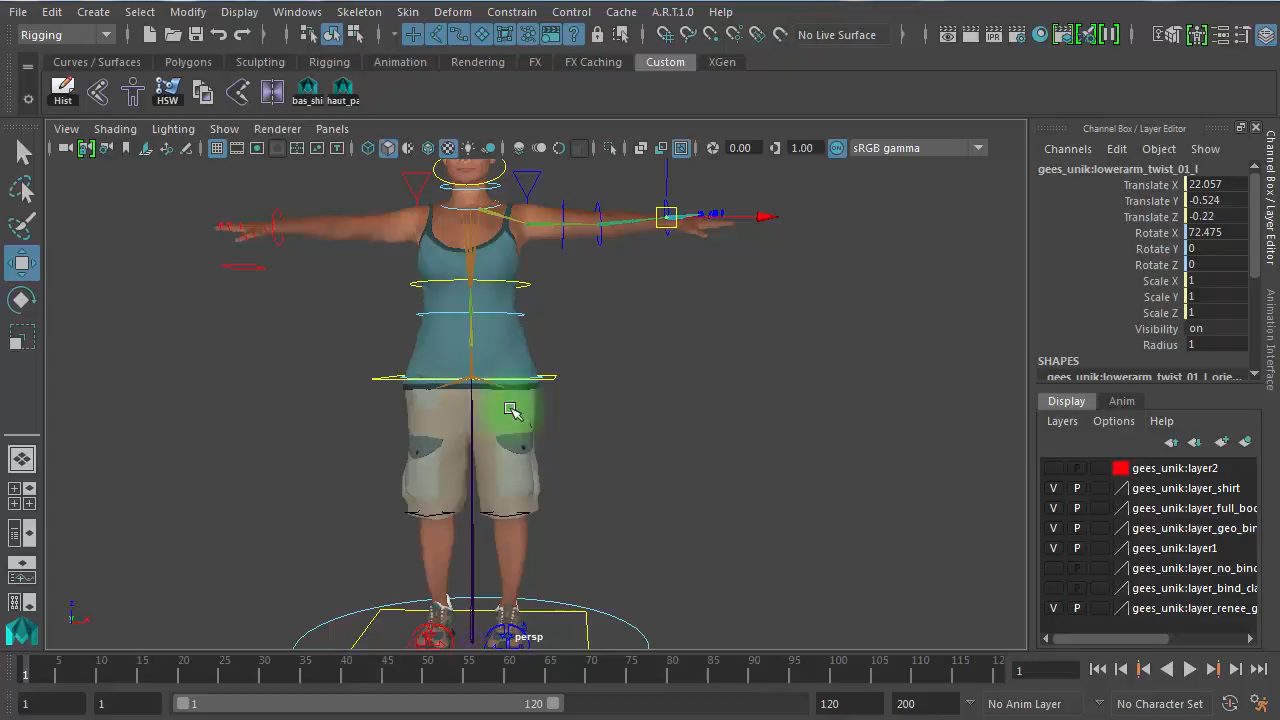 File Edit Create Select Modify Display Windows Skeleton Skin Deform Constrain Control Cache A.R.T.1.0 Help
Rigging No Live Surface
Curves / Surfaces Polygons Sculpting Rigging Animation Rendering FX FX Caching Custom XGen
Hist HSW bas_shi haut_pa
View Shading Lighting Show Renderer Panels
0.00 1.00 ON sRGB gamma
Channel Box / Layer Editor
Channels Edit Object Show
gees_unik:lowerarm_twist_01_l
Translate X 22.057
Translate Y -0.524
Translate Z -0.22
Rotate X 72.475
Rotate Y 0
Rotate Z 0
Scale X 1
Scale Y 1
Scale Z 1
Visibility on
Radius 1
SHAPES
gees_unik:lowerarm_twist_01_l_orie
Display Anim
Layers Options Help
gees_unik:layer2
V P gees_unik:layer_shirt
V P gees_unik:layer_full_boc
V P gees_unik:layer_geo_bin
V P gees_unik:layer1
P gees_unik:layer_no_bind
P gees_unik:layer_bind_cla
V P gees_unik:layer_renee_g
Channel Box / Layer Editor
Animation Interface
persp
1 5 10 15 20 25 30 35 40 45 50 55 60 65 70 75 80 85 90 95 100 105 110 115 12 1
1 1 1 120 120 200 No Anim Layer No Character Set